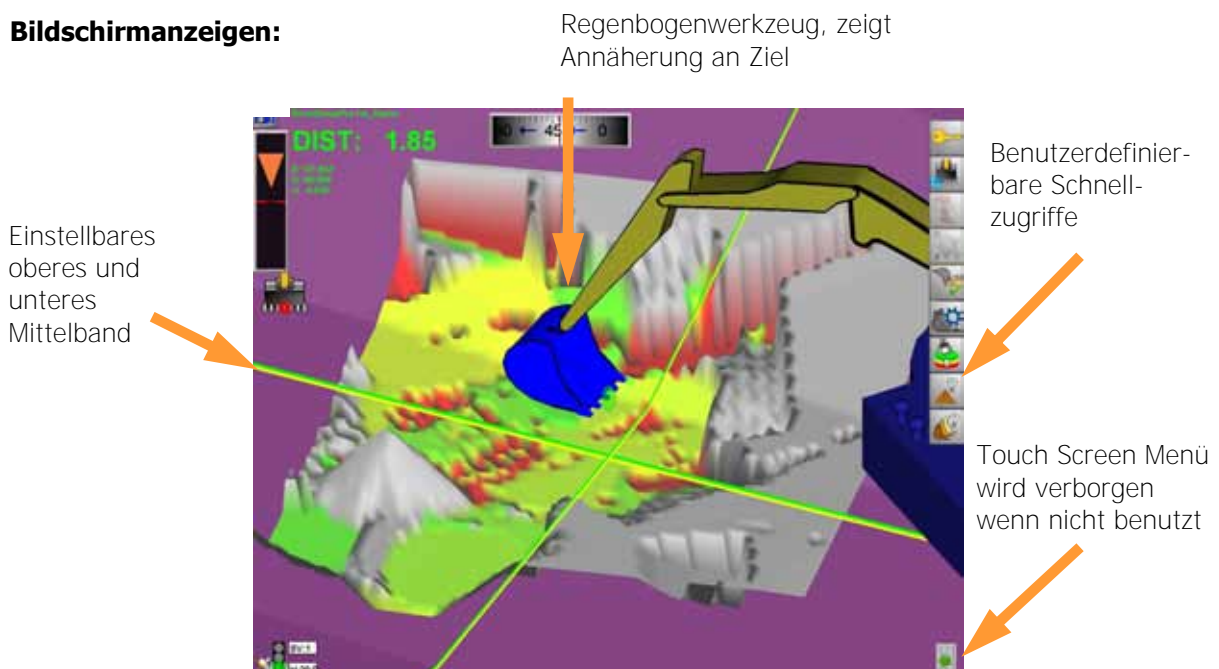 Bildschirmanzeigen:
Regenbogenwerkzeug, zeigt
Annäherung an Ziel
DIST: 1.85
45
0
Benutzerdefinier-
bare Schnell-
zugriffe
Einstellbares
oberes und
unteres
Mittelband
Touch Screen Menü
wird verborgen
wenn nicht benutzt